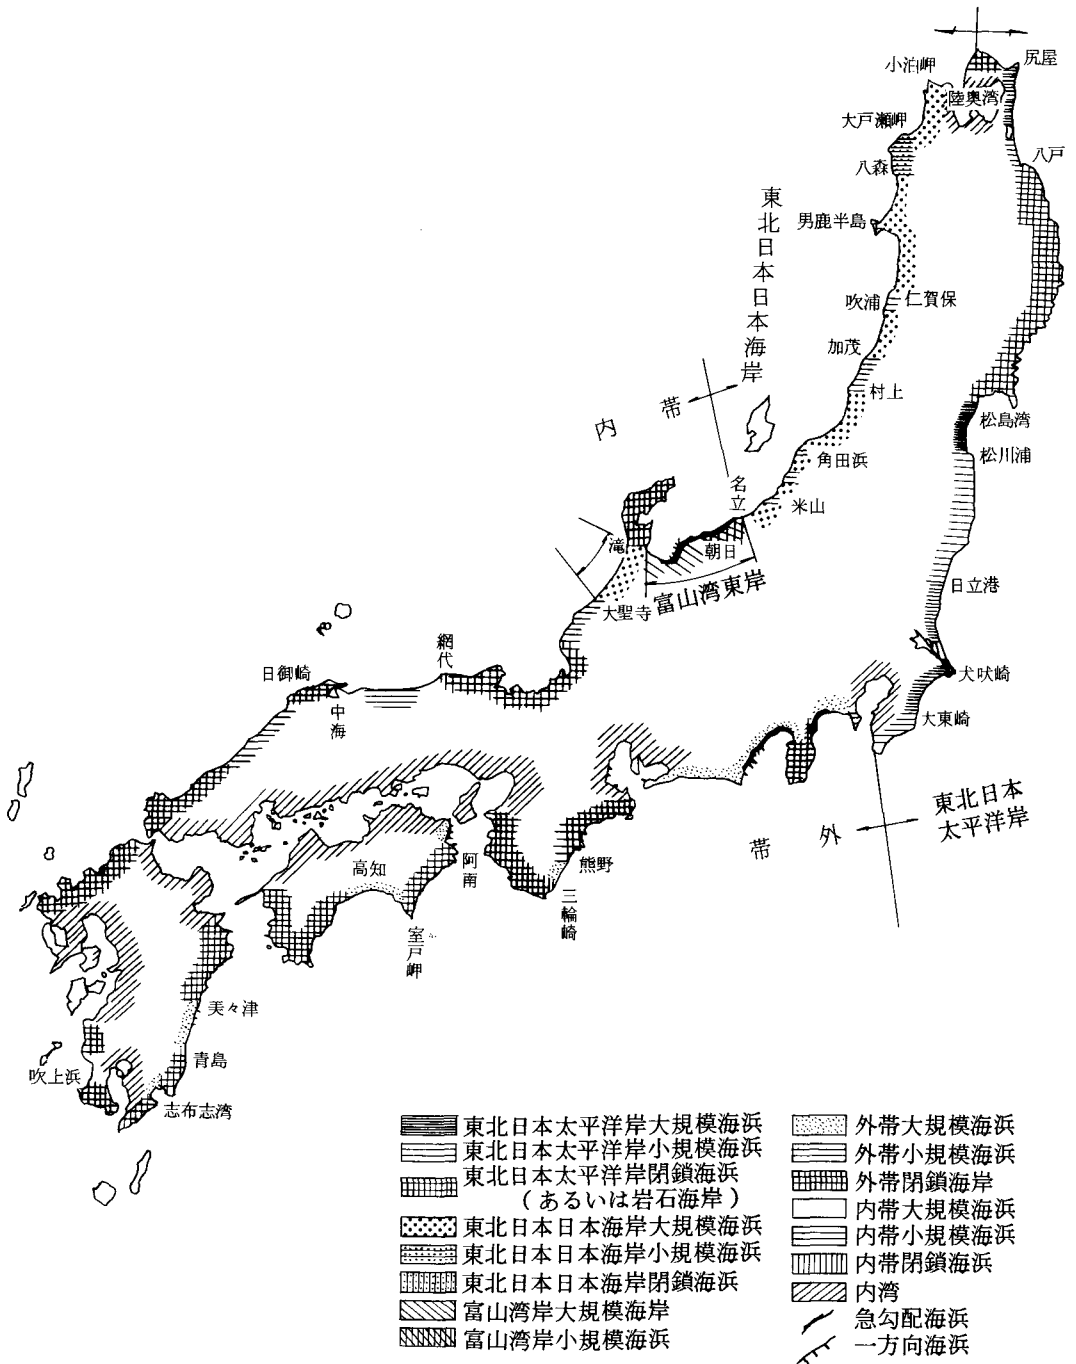 尻屋
小泊岬
陸奥湾
大戸瀬岬
八戸
八森
東北日本日本海岸
男鹿半島
吹浦
仁賀保
加茂
村上
内帯
松島湾
角田浜
松川浦
名立
米山
滝
朝日
富山湾東岸
大聖寺
日立港
網代
日御崎
犬吠崎
中海
大東崎
東北日本
太平洋岸
帯外
高知
阿南
熊野
三輪崎
室戸岬
美々津
青島
吹上浜
志布志湾
東北日本太平洋岸大規模海浜
東北日本太平洋岸小規模海浜
東北日本太平洋岸閉鎖海浜
(あるいは岩石海岸)
東北日本日本海岸大規模海浜
東北日本日本海岸小規模海浜
東北日本日本海岸閉鎖海浜
富山湾岸大規模海岸
富山湾岸小規模海浜
外帯大規模海浜
外帯小規模海浜
外帯閉鎖海岸
内帯大規模海浜
内帯小規模海浜
内帯閉鎖海浜
内湾
急勾配海浜
一方向海浜